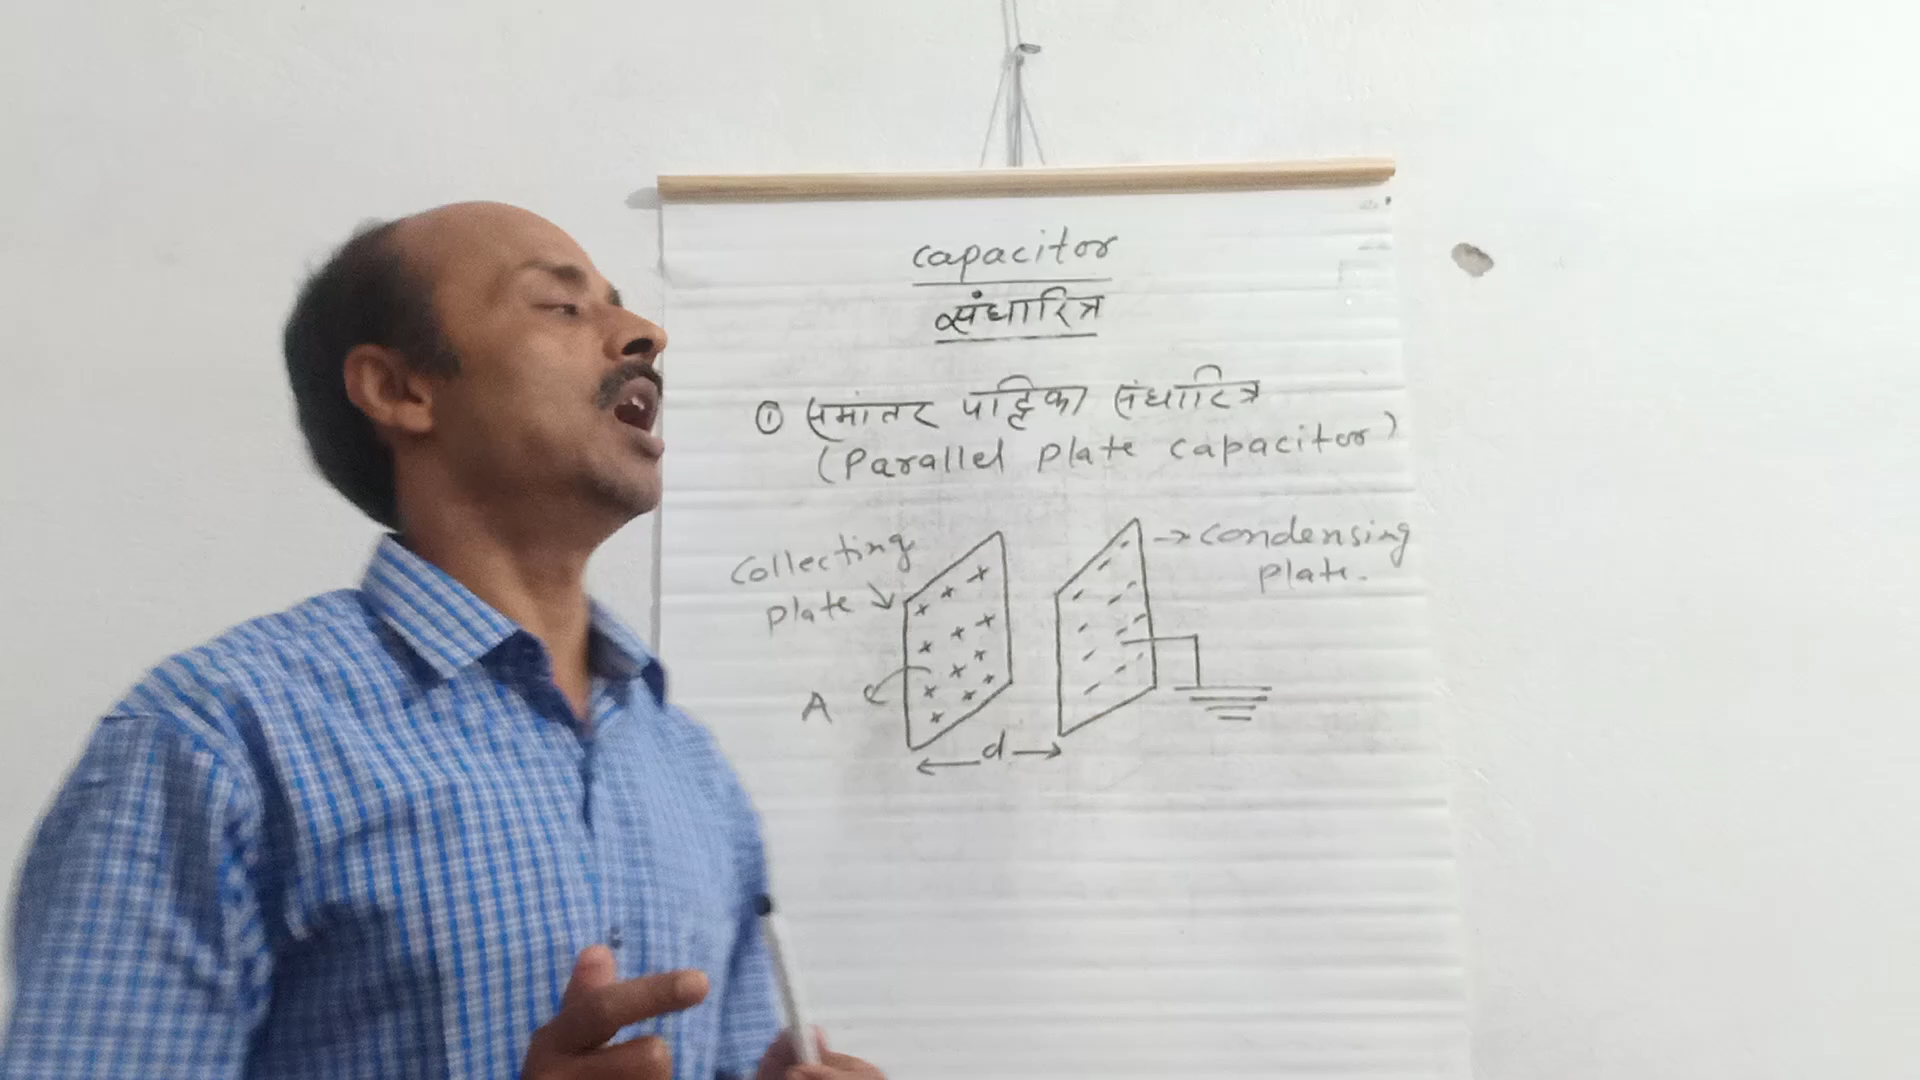 capacitor
संधारित्र
① समांतर पट्टिका संधारित्र
(Parallel plate capacitor)
Collecting
plate
→ condensing
plate.
A
d